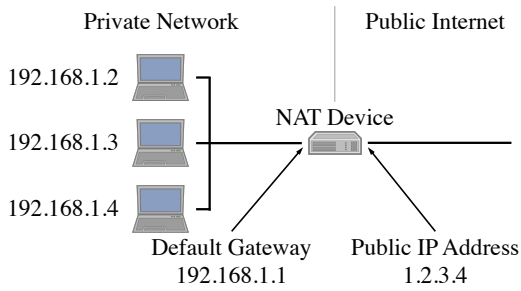 Private Network
Public Internet
192.168.1.2
NAT Device
192.168.1.3
192.168.1.4
Default Gateway
192.168.1.1
Public IP Address
1.2.3.4